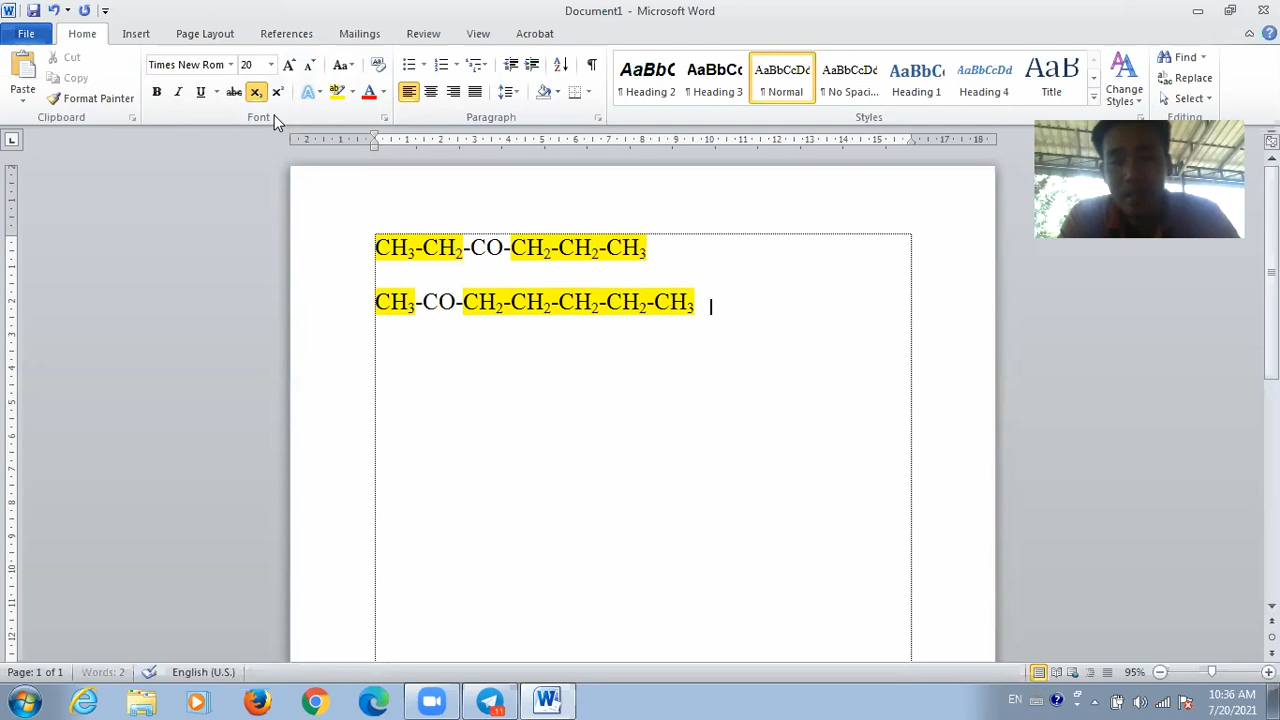 Document1 - Microsoft Word
File Home Insert Page Layout References Mailings Review View Acrobat
Cut
Copy
Format Painter
Paste
Clipboard
Times New Rom 20
Font
Paragraph
AaBbC AaBbCc AaBbCcDd AaBbCcDd AaBbC AaBbCcDd AaB
¶ Heading 2 ¶ Heading 3 ¶ Normal ¶ No Spaci... Heading 1 Heading 4 Title
Change Styles
Styles
Find
Replace
Select
Editing
CH₃-CH₂-CO-CH₂-CH₂-CH₃
CH₃-CO-CH₂-CH₂-CH₂-CH₂-CH₃
Page: 1 of 1 Words: 2 English (U.S.) 95%
EN 10:36 AM
7/20/2021